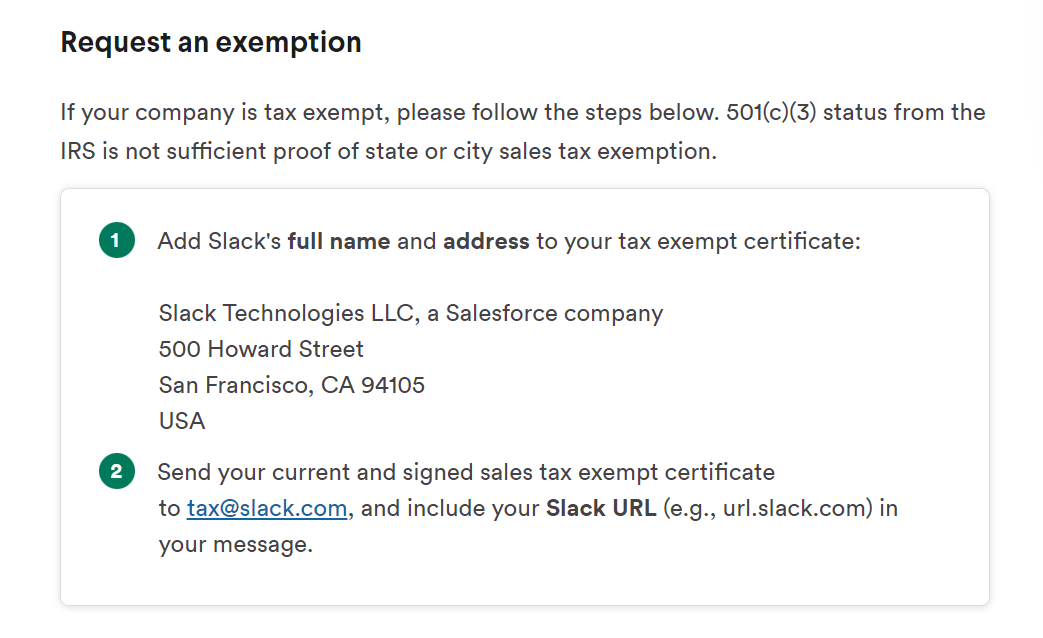 Request an exemption
If your company is tax exempt, please follow the steps below. 501(c)(3) status from the
IRS is not sufficient proof of state or city sales tax exemption.
1 Add Slack's full name and address to your tax exempt certificate:
Slack Technologies LLC, a Salesforce company
500 Howard Street
San Francisco, CA 94105
USA
2 Send your current and signed sales tax exempt certificate
to tax@slack.com, and include your Slack URL (e.g., url.slack.com) in
your message.